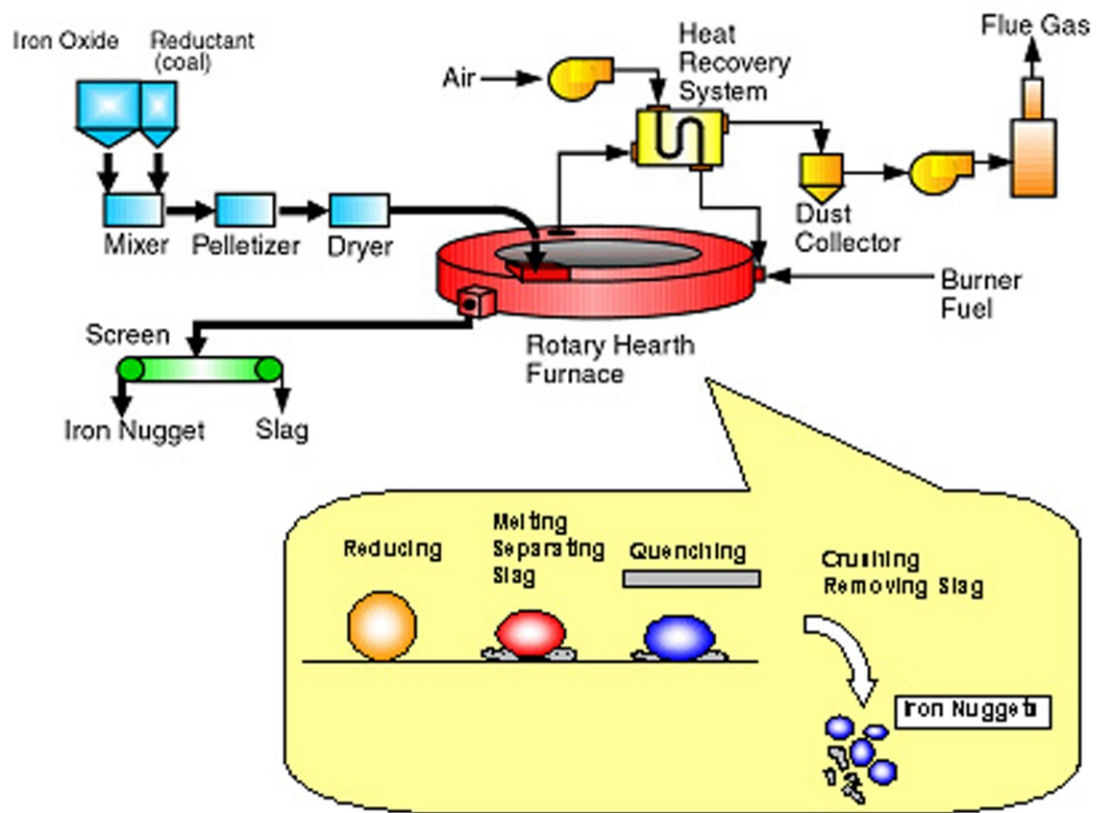 Iron Oxide
Reductant
(coal)
Air
Heat
Recovery
System
Flue Gas
Mixer
Pelletizer
Dryer
Dust
Collector
Burner
Fuel
Screen
Rotary Hearth
Furnace
Iron Nugget
Slag
Reducing
Melting
Separating
Slag
Quenching
Crushing
Removing Slag
Iron Nuggets